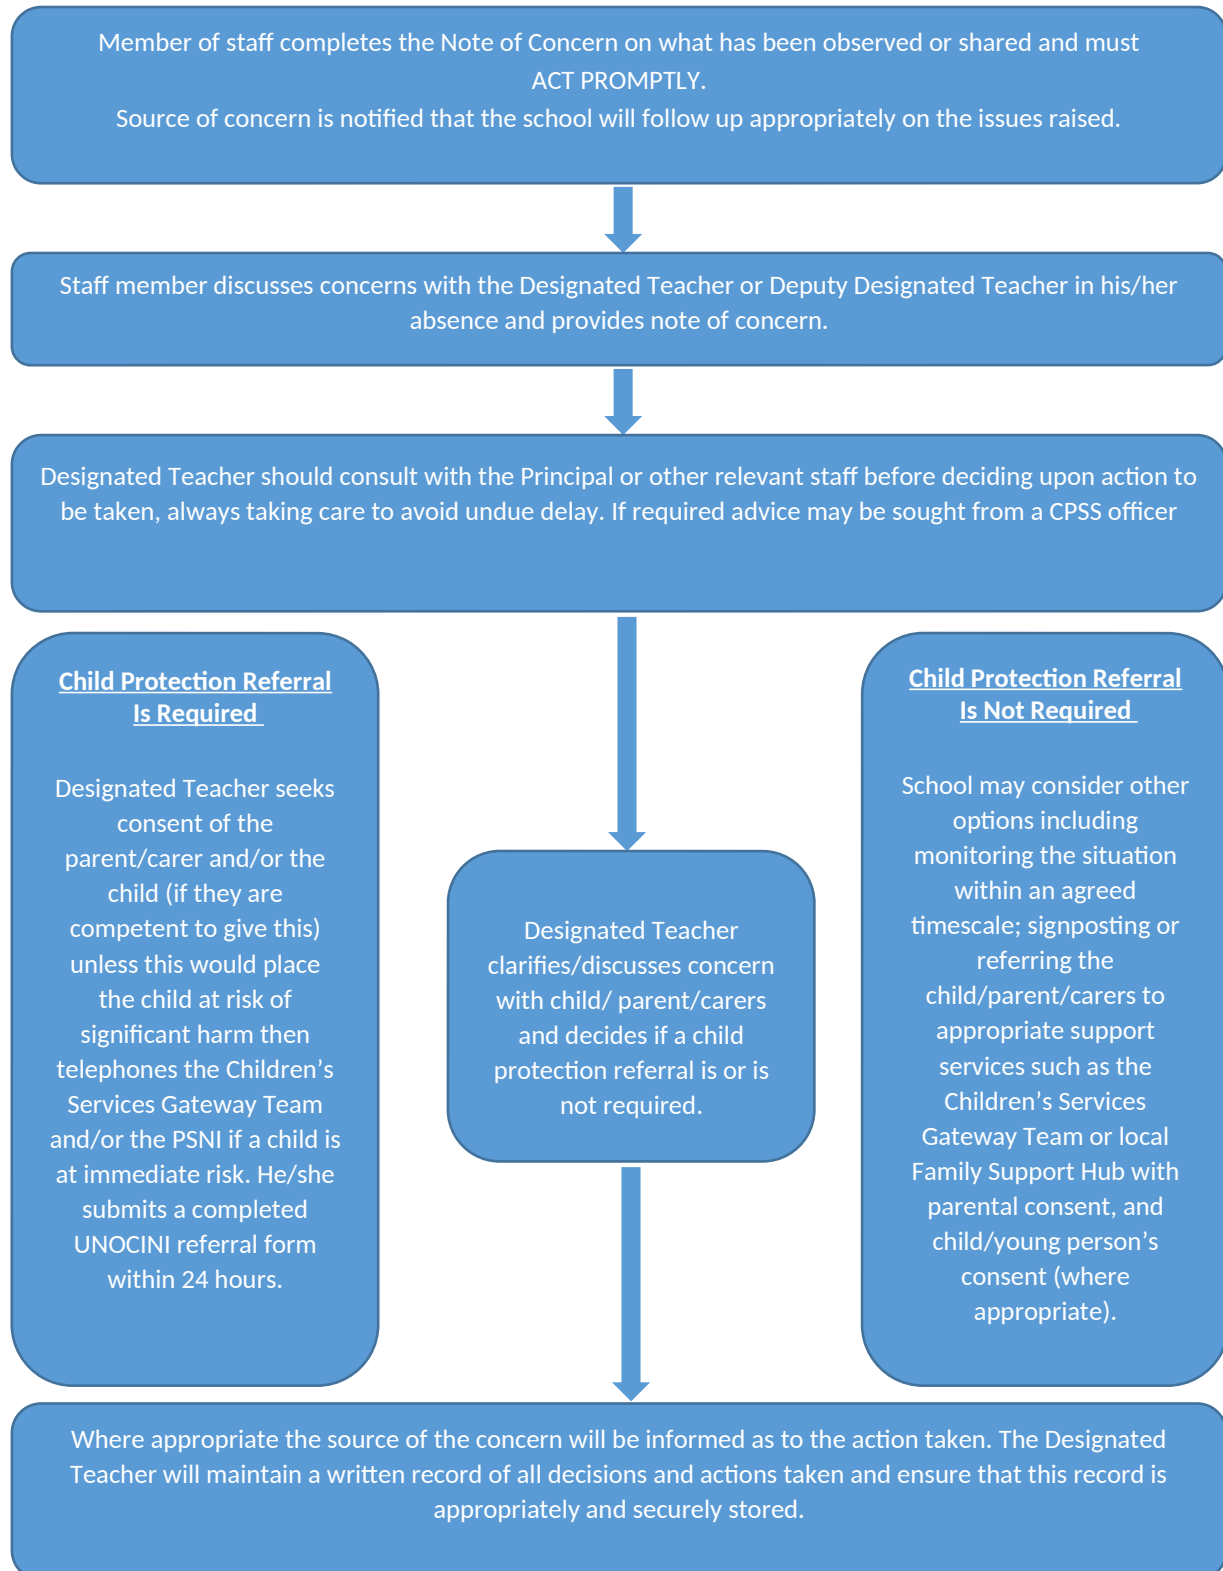 Member of staff completes the Note of Concern on what has been observed or shared and must
ACT PROMPTLY.
Source of concern is notified that the school will follow up appropriately on the issues raised.
Staff member discusses concerns with the Designated Teacher or Deputy Designated Teacher in his/her
absence and provides note of concern.
Designated Teacher should consult with the Principal or other relevant staff before deciding upon action to
be taken, always taking care to avoid undue delay. If required advice may be sought from a CPSS officer
Child Protection Referral
Is Required
Designated Teacher seeks
consent of the
parent/carer and/or the
child (if they are
competent to give this)
unless this would place
the child at risk of
significant harm then
telephones the Children’s
Services Gateway Team
and/or the PSNI if a child is
at immediate risk. He/she
submits a completed
UNOCINI referral form
within 24 hours.
Designated Teacher
clarifies/discusses concern
with child/ parent/carers
and decides if a child
protection referral is or is
not required.
Child Protection Referral
Is Not Required
School may consider other
options including
monitoring the situation
within an agreed
timescale; signposting or
referring the
child/parent/carers to
appropriate support
services such as the
Children’s Services
Gateway Team or local
Family Support Hub with
parental consent, and
child/young person’s
consent (where
appropriate).
Where appropriate the source of the concern will be informed as to the action taken. The Designated
Teacher will maintain a written record of all decisions and actions taken and ensure that this record is
appropriately and securely stored.